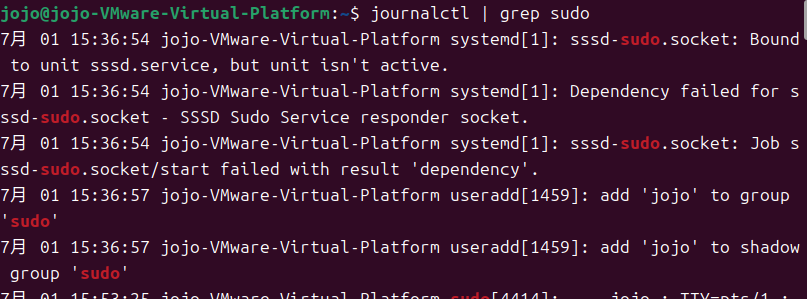 jojo@jojo-VMware-Virtual-Platform:~$ journalctl | grep sudo
7月 01 15:36:54 jojo-VMware-Virtual-Platform systemd[1]: sssd-sudo.socket: Bound
 to unit sssd.service, but unit isn't active.
7月 01 15:36:54 jojo-VMware-Virtual-Platform systemd[1]: Dependency failed for s
ssd-sudo.socket - SSSD Sudo Service responder socket.
7月 01 15:36:54 jojo-VMware-Virtual-Platform systemd[1]: sssd-sudo.socket: Job s
ssd-sudo.socket/start failed with result 'dependency'.
7月 01 15:36:57 jojo-VMware-Virtual-Platform useradd[1459]: add 'jojo' to group
'sudo'
7月 01 15:36:57 jojo-VMware-Virtual-Platform useradd[1459]: add 'jojo' to shadow
 group 'sudo'
7月 01 15:53:25 jojo-VMware-Virtual-Platform sudo[4414]:     jojo : TTY=pts/1 ;